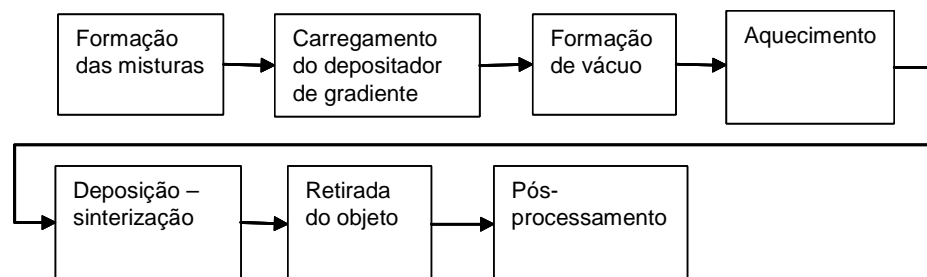 Formação
das misturas
Carregamento
do depositador
de gradiente
Formação
de vácuo
Aquecimento
Deposição –
sinterização
Retirada
do objeto
Pós-
processamento